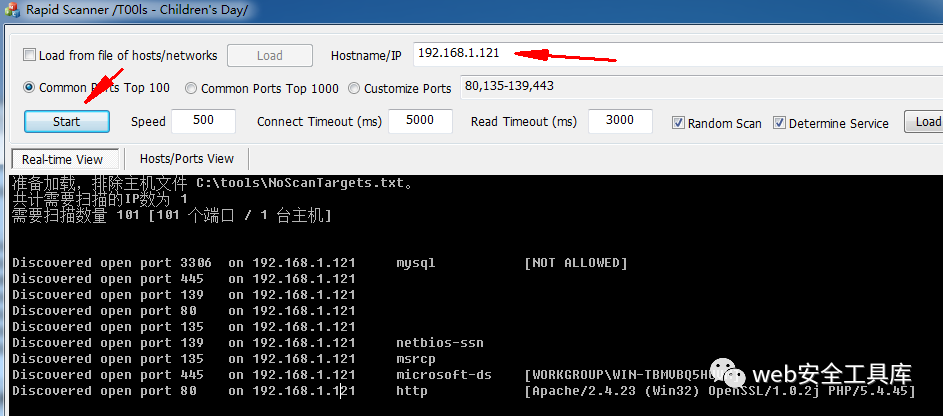 Rapid Scanner /T00ls - Children's Day/
Load from file of hosts/networks Load Hostname/IP 192.168.1.121
Common Ports Top 100 Common Ports Top 1000 Customize Ports 80,135-139,443
Start Speed 500 Connect Timeout (ms) 5000 Read Timeout (ms) 3000 Random Scan Determine Service Load
Real-time View Hosts/Ports View
准备加载，排除主机文件 C:\tools\NoScanTargets.txt。
共计需要扫描的IP数为 1
需要扫描数量 101 [101 个端口 / 1 台主机]
Discovered open port 3306 on 192.168.1.121 mysql [NOT ALLOWED]
Discovered open port 445 on 192.168.1.121
Discovered open port 139 on 192.168.1.121
Discovered open port 80 on 192.168.1.121
Discovered open port 135 on 192.168.1.121
Discovered open port 139 on 192.168.1.121 netbios-ssn
Discovered open port 135 on 192.168.1.121 msrcp
Discovered open port 445 on 192.168.1.121 microsoft-ds
Discovered open port 80 on 192.168.1.121 http [Apache/2.4.23 (Win32) OpenSSL/1.0.2j PHP/5.4.45]
web安全工具库